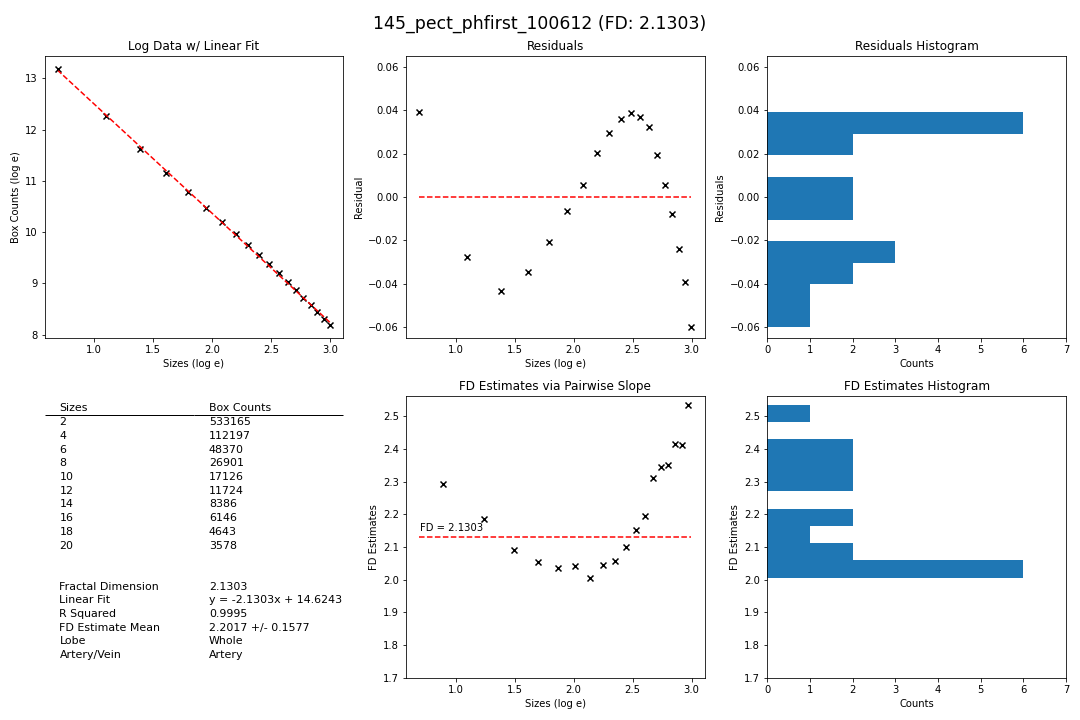 145_pect_phfirst_100612 (FD: 2.1303)
Log Data w/ Linear Fit
Box Counts (log e)
13
12
11
10
9
8
1.0 1.5 2.0 2.5 3.0
Sizes (log e)
Residuals
Residual
0.06
0.04
0.02
0.00
−0.02
−0.04
−0.06
1.0 1.5 2.0 2.5 3.0
Sizes (log e)
Residuals Histogram
Residuals
0.06
0.04
0.02
0.00
−0.02
−0.04
−0.06
0 1 2 3 4 5 6 7
Counts
Sizes Box Counts
2 533165
4 112197
6 48370
8 26901
10 17126
12 11724
14 8386
16 6146
18 4643
20 3578
Fractal Dimension 2.1303
Linear Fit y = -2.1303x + 14.6243
R Squared 0.9995
FD Estimate Mean 2.2017 +/- 0.1577
Lobe Whole
Artery/Vein Artery
FD Estimates via Pairwise Slope
FD Estimates
2.5
2.4
2.3
2.2
2.1
2.0
1.9
1.8
1.7
FD = 2.1303
1.0 1.5 2.0 2.5 3.0
Sizes (log e)
FD Estimates Histogram
FD Estimates
2.5
2.4
2.3
2.2
2.1
2.0
1.9
1.8
1.7
0 1 2 3 4 5 6 7
Counts